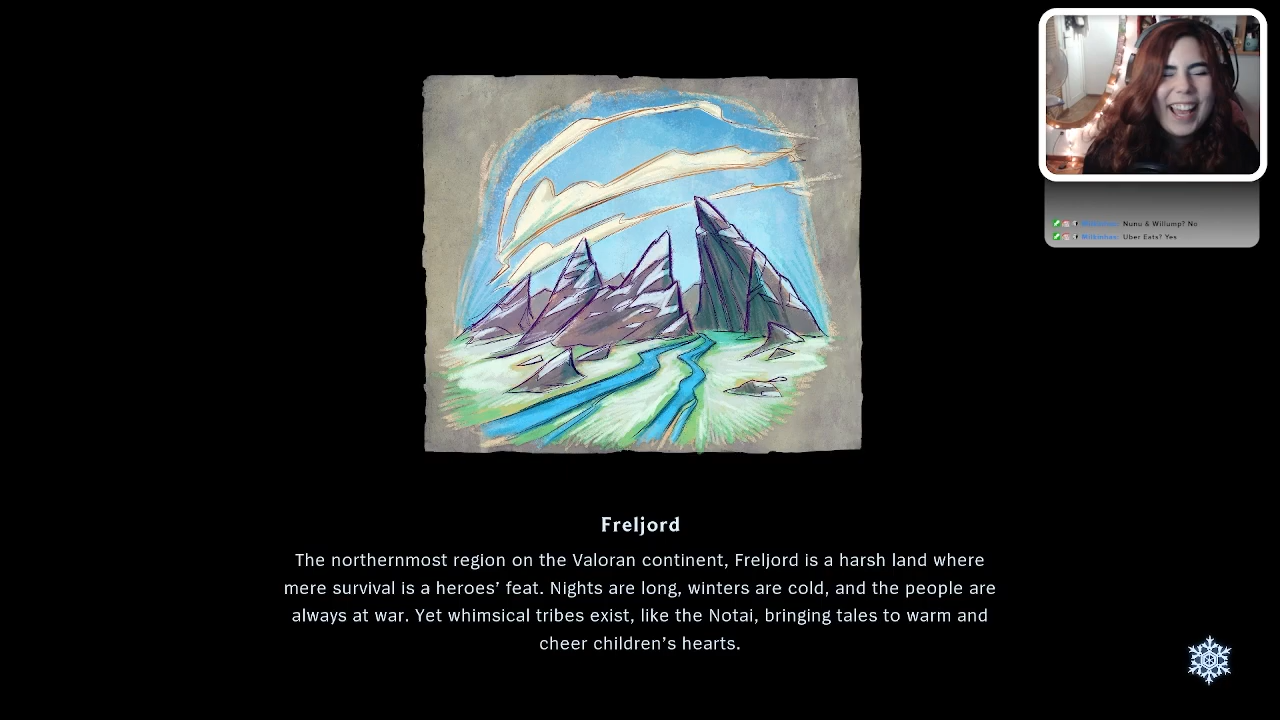 Milkinhas: Nunu & Willump? No
Milkinhas: Uber Eats? Yes
Freljord
The northernmost region on the Valoran continent, Freljord is a harsh land where
mere survival is a heroes’ feat. Nights are long, winters are cold, and the people are
always at war. Yet whimsical tribes exist, like the Notai, bringing tales to warm and
cheer children’s hearts.